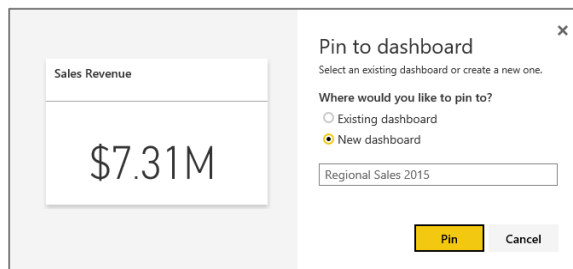 Sales Revenue
$7.31M
Pin to dashboard
Select an existing dashboard or create a new one.
Where would you like to pin to?
Existing dashboard
New dashboard
Regional Sales 2015
Pin Cancel